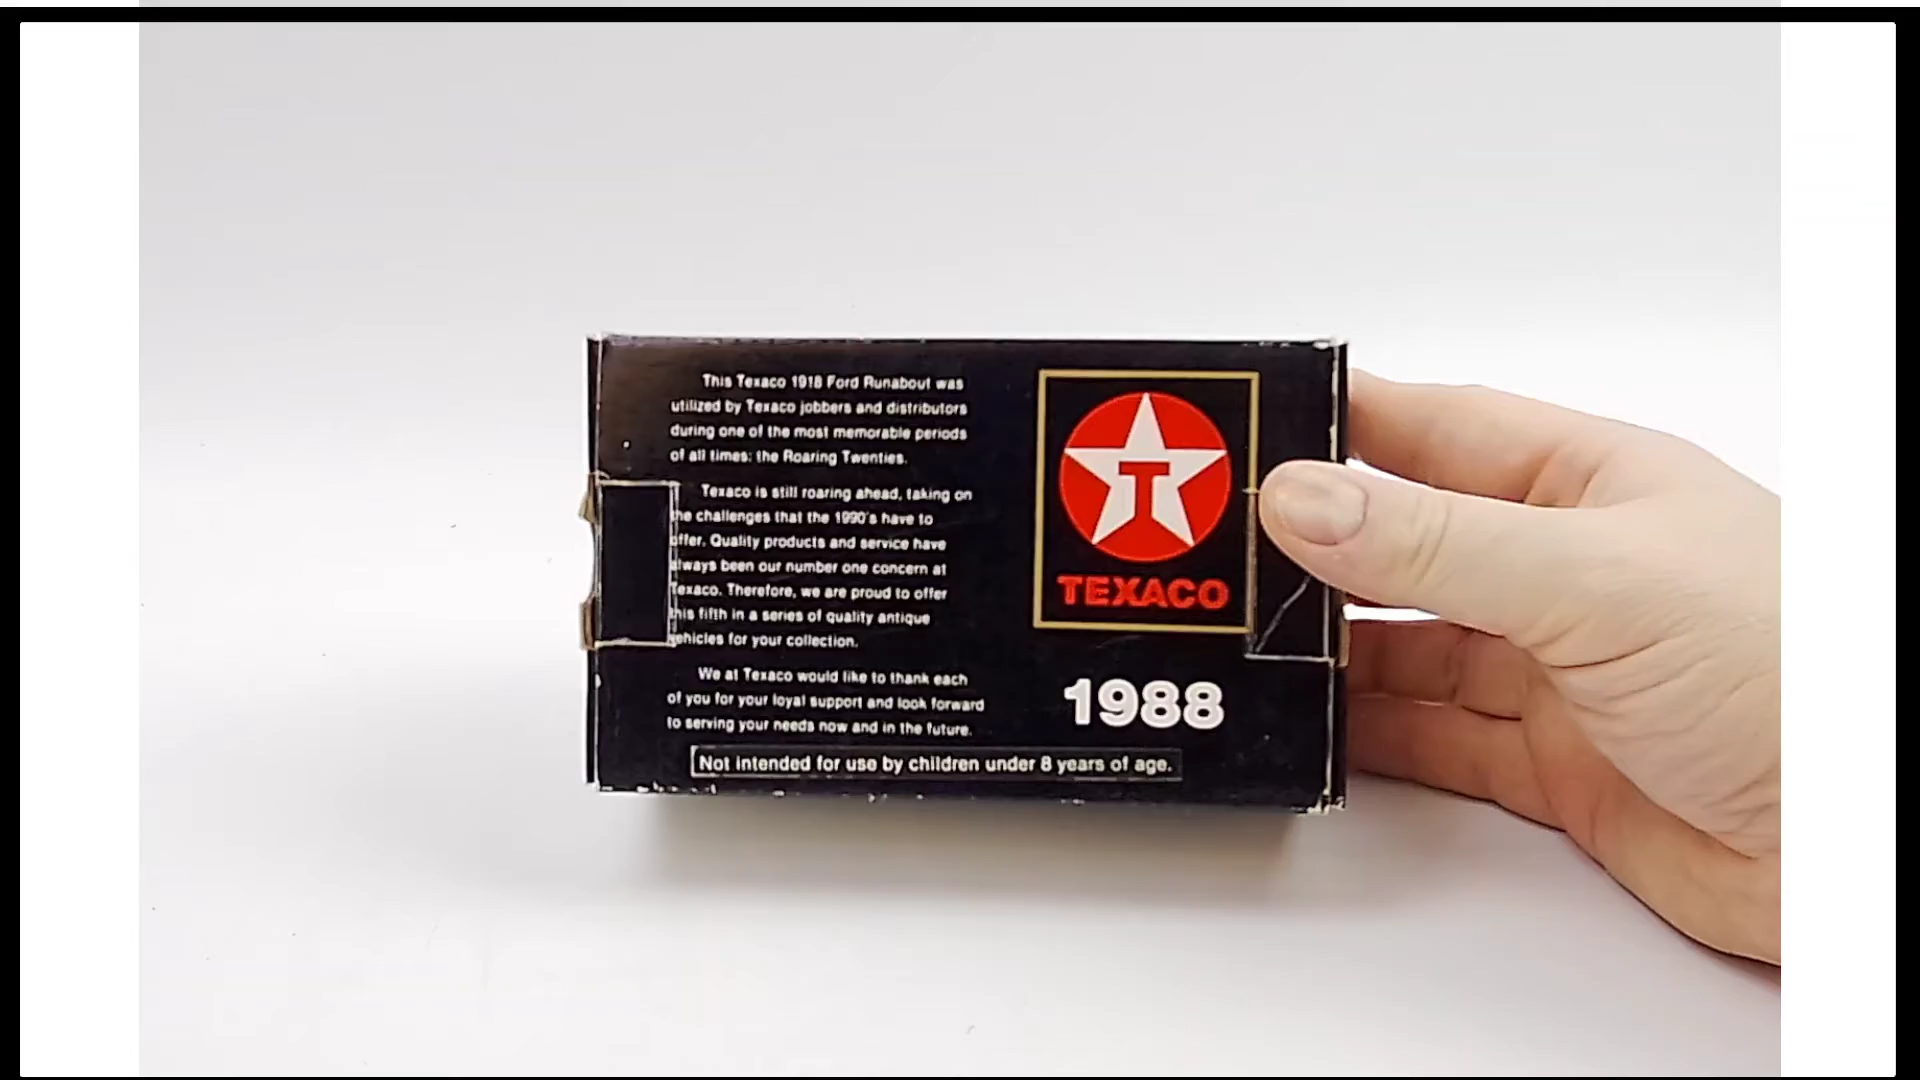 This Texaco 1918 Ford Runabout was
utilized by Texaco jobbers and distributors
during one of the most memorable periods
of all times: the Roaring Twenties.
Texaco is still roaring ahead, taking on
the challenges that the 1990's have to
offer. Quality products and service have
always been our number one concern at
Texaco. Therefore, we are proud to offer
this fifth in a series of quality antique
vehicles for your collection.
We at Texaco would like to thank each
of you for your loyal support and look forward
to serving your needs now and in the future.
Not intended for use by children under 8 years of age.
T
TEXACO
1988